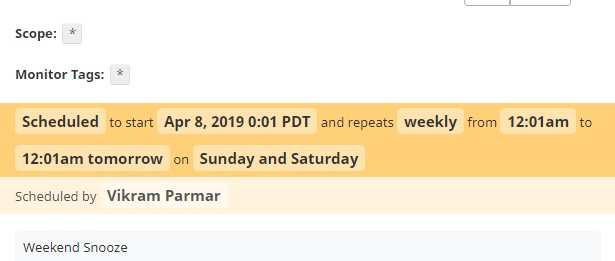 Scope: *
Monitor Tags: *
Scheduled to start Apr 8, 2019 0:01 PDT and repeats weekly from 12:01am to
12:01am tomorrow on Sunday and Saturday
Scheduled by Vikram Parmar
Weekend Snooze